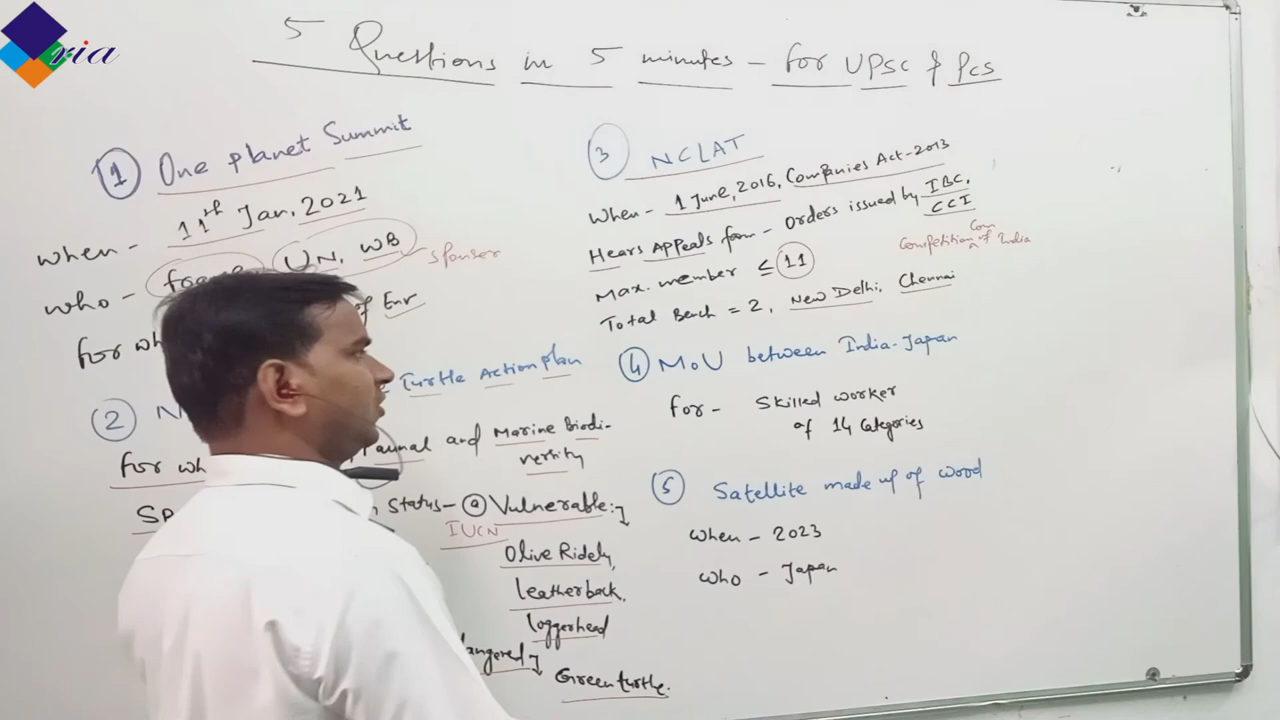 ria
5 Questions in 5 minutes - for UPSC & PCS
1 One planet Summit
when - 11th Jan, 2021
who - UN, WB
Sponser
for wh of Env
2 N Turtle Action plan
for wh aunal and Marine Biodi-
versity
Sp Status - a Vulnerable:-
IUCN
Olive Ridely,
leatherback,
loggerhead
angered
Green turtle.
3 NCLAT
When - 1 June, 2016, Companies Act-2013
Hears Appeals from - Orders issued by IBC,
CCI
Competition Com of India
Max. member ≤ 11
Total Bench = 2, New Delhi, Chennai
4 MoU between India-Japan
for - Skilled worker
of 14 Categories
5 Satellite made up of wood
when - 2023
who - Japan